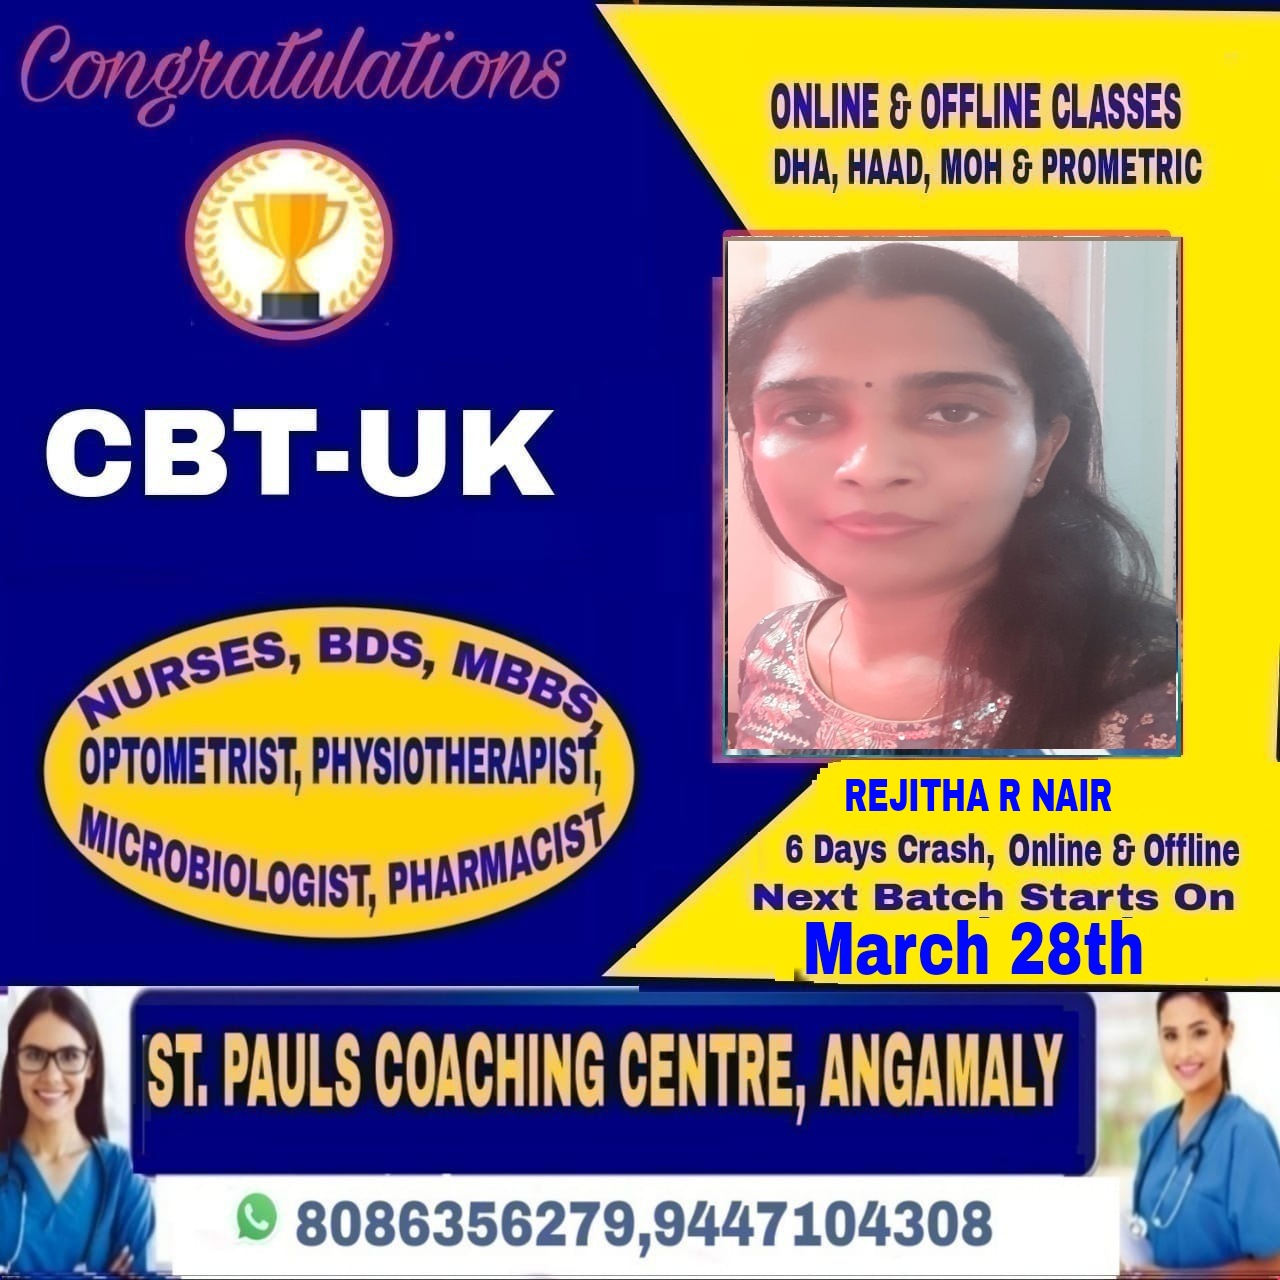 Congratulations
ONLINE & OFFLINE CLASSES
DHA, HAAD, MOH & PROMETRIC
CBT-UK
NURSES, BDS, MBBS,
OPTOMETRIST, PHYSIOTHERAPIST,
MICROBIOLOGIST, PHARMACIST
REJITHA R NAIR
6 Days Crash, Online & Offline
Next Batch Starts On
March 28th
ST. PAULS COACHING CENTRE, ANGAMALY
8086356279,9447104308